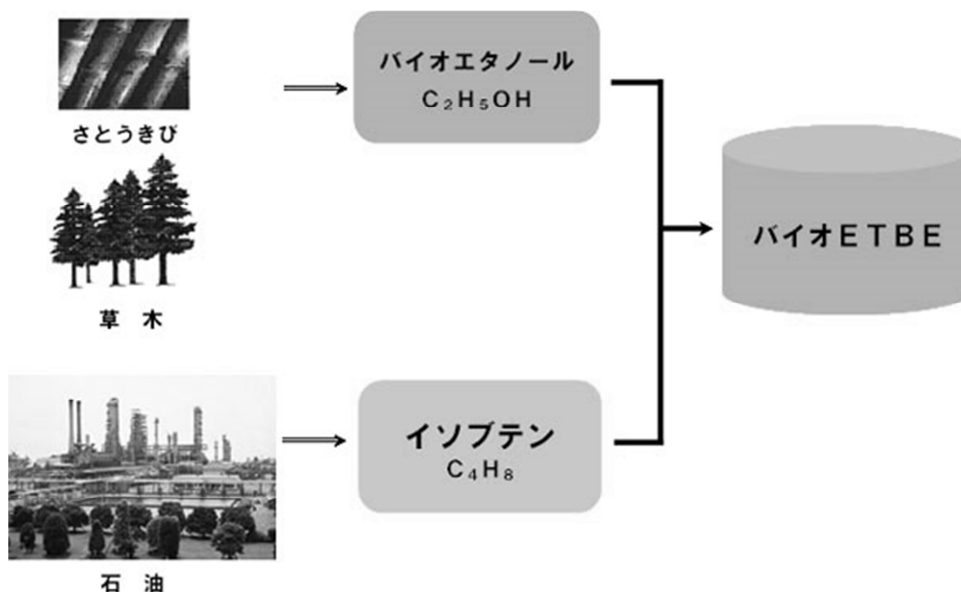 さとうきび
草 木
石 油
バイオエタノール
C₂H₅OH
イソブテン
C₄H₈
バイオETBE